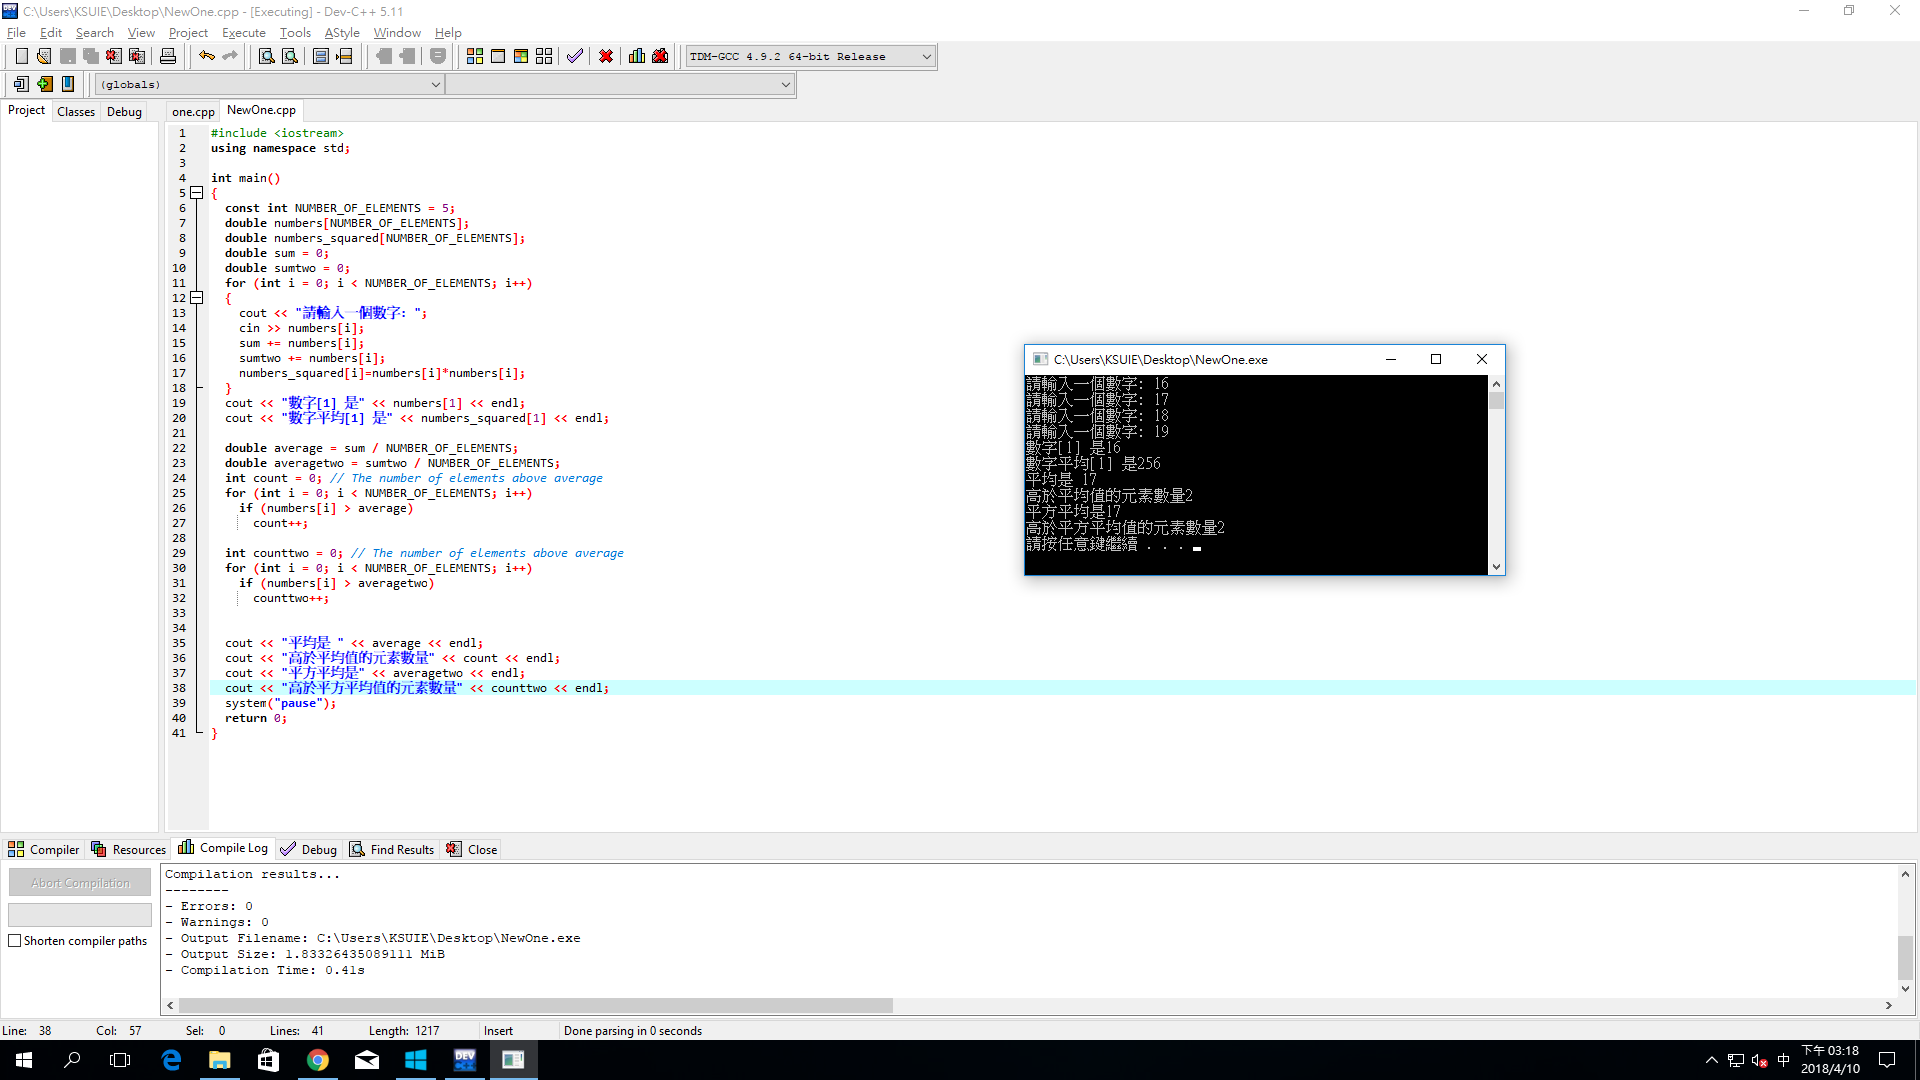 C:\Users\KSUIE\Desktop\NewOne.cpp - [Executing] - Dev-C++ 5.11
File Edit Search View Project Execute Tools AStyle Window Help
TDM-GCC 4.9.2 64-bit Release
(globals)
Project Classes Debug one.cpp NewOne.cpp
1 #include <iostream>
2 using namespace std;
3
4 int main()
5 {
6 const int NUMBER_OF_ELEMENTS = 5;
7 double numbers[NUMBER_OF_ELEMENTS];
8 double numbers_squared[NUMBER_OF_ELEMENTS];
9 double sum = 0;
10 double sumtwo = 0;
11 for (int i = 0; i < NUMBER_OF_ELEMENTS; i++)
12 {
13 cout << "請輸入一個數字: ";
14 cin >> numbers[i];
15 sum += numbers[i];
16 sumtwo += numbers[i];
17 numbers_squared[i]=numbers[i]*numbers[i];
18 }
19 cout << "數字[1] 是" << numbers[1] << endl;
20 cout << "數字平均[1] 是" << numbers_squared[1] << endl;
21
22 double average = sum / NUMBER_OF_ELEMENTS;
23 double averagetwo = sumtwo / NUMBER_OF_ELEMENTS;
24 int count = 0; // The number of elements above average
25 for (int i = 0; i < NUMBER_OF_ELEMENTS; i++)
26 if (numbers[i] > average)
27 count++;
28
29 int counttwo = 0; // The number of elements above average
30 for (int i = 0; i < NUMBER_OF_ELEMENTS; i++)
31 if (numbers[i] > averagetwo)
32 counttwo++;
33
34
35 cout << "平均是 " << average << endl;
36 cout << "高於平均值的元素數量" << count << endl;
37 cout << "平方平均是" << averagetwo << endl;
38 cout << "高於平方平均值的元素數量" << counttwo << endl;
39 system("pause");
40 return 0;
41 }
C:\Users\KSUIE\Desktop\NewOne.exe
請輸入一個數字: 16
請輸入一個數字: 17
請輸入一個數字: 18
請輸入一個數字: 19
數字[1] 是16
數字平均[1] 是256
平均是 17
高於平均值的元素數量2
平方平均是17
高於平方平均值的元素數量2
請按任意鍵繼續 . . .
Compiler Resources Compile Log Debug Find Results Close
Abort Compilation
Shorten compiler paths
Compilation results...
--------
- Errors: 0
- Warnings: 0
- Output Filename: C:\Users\KSUIE\Desktop\NewOne.exe
- Output Size: 1.83326435089111 MiB
- Compilation Time: 0.41s
Line: 38 Col: 57 Sel: 0 Lines: 41 Length: 1217 Insert Done parsing in 0 seconds
DEV C++
中
下午 03:18
2018/4/10